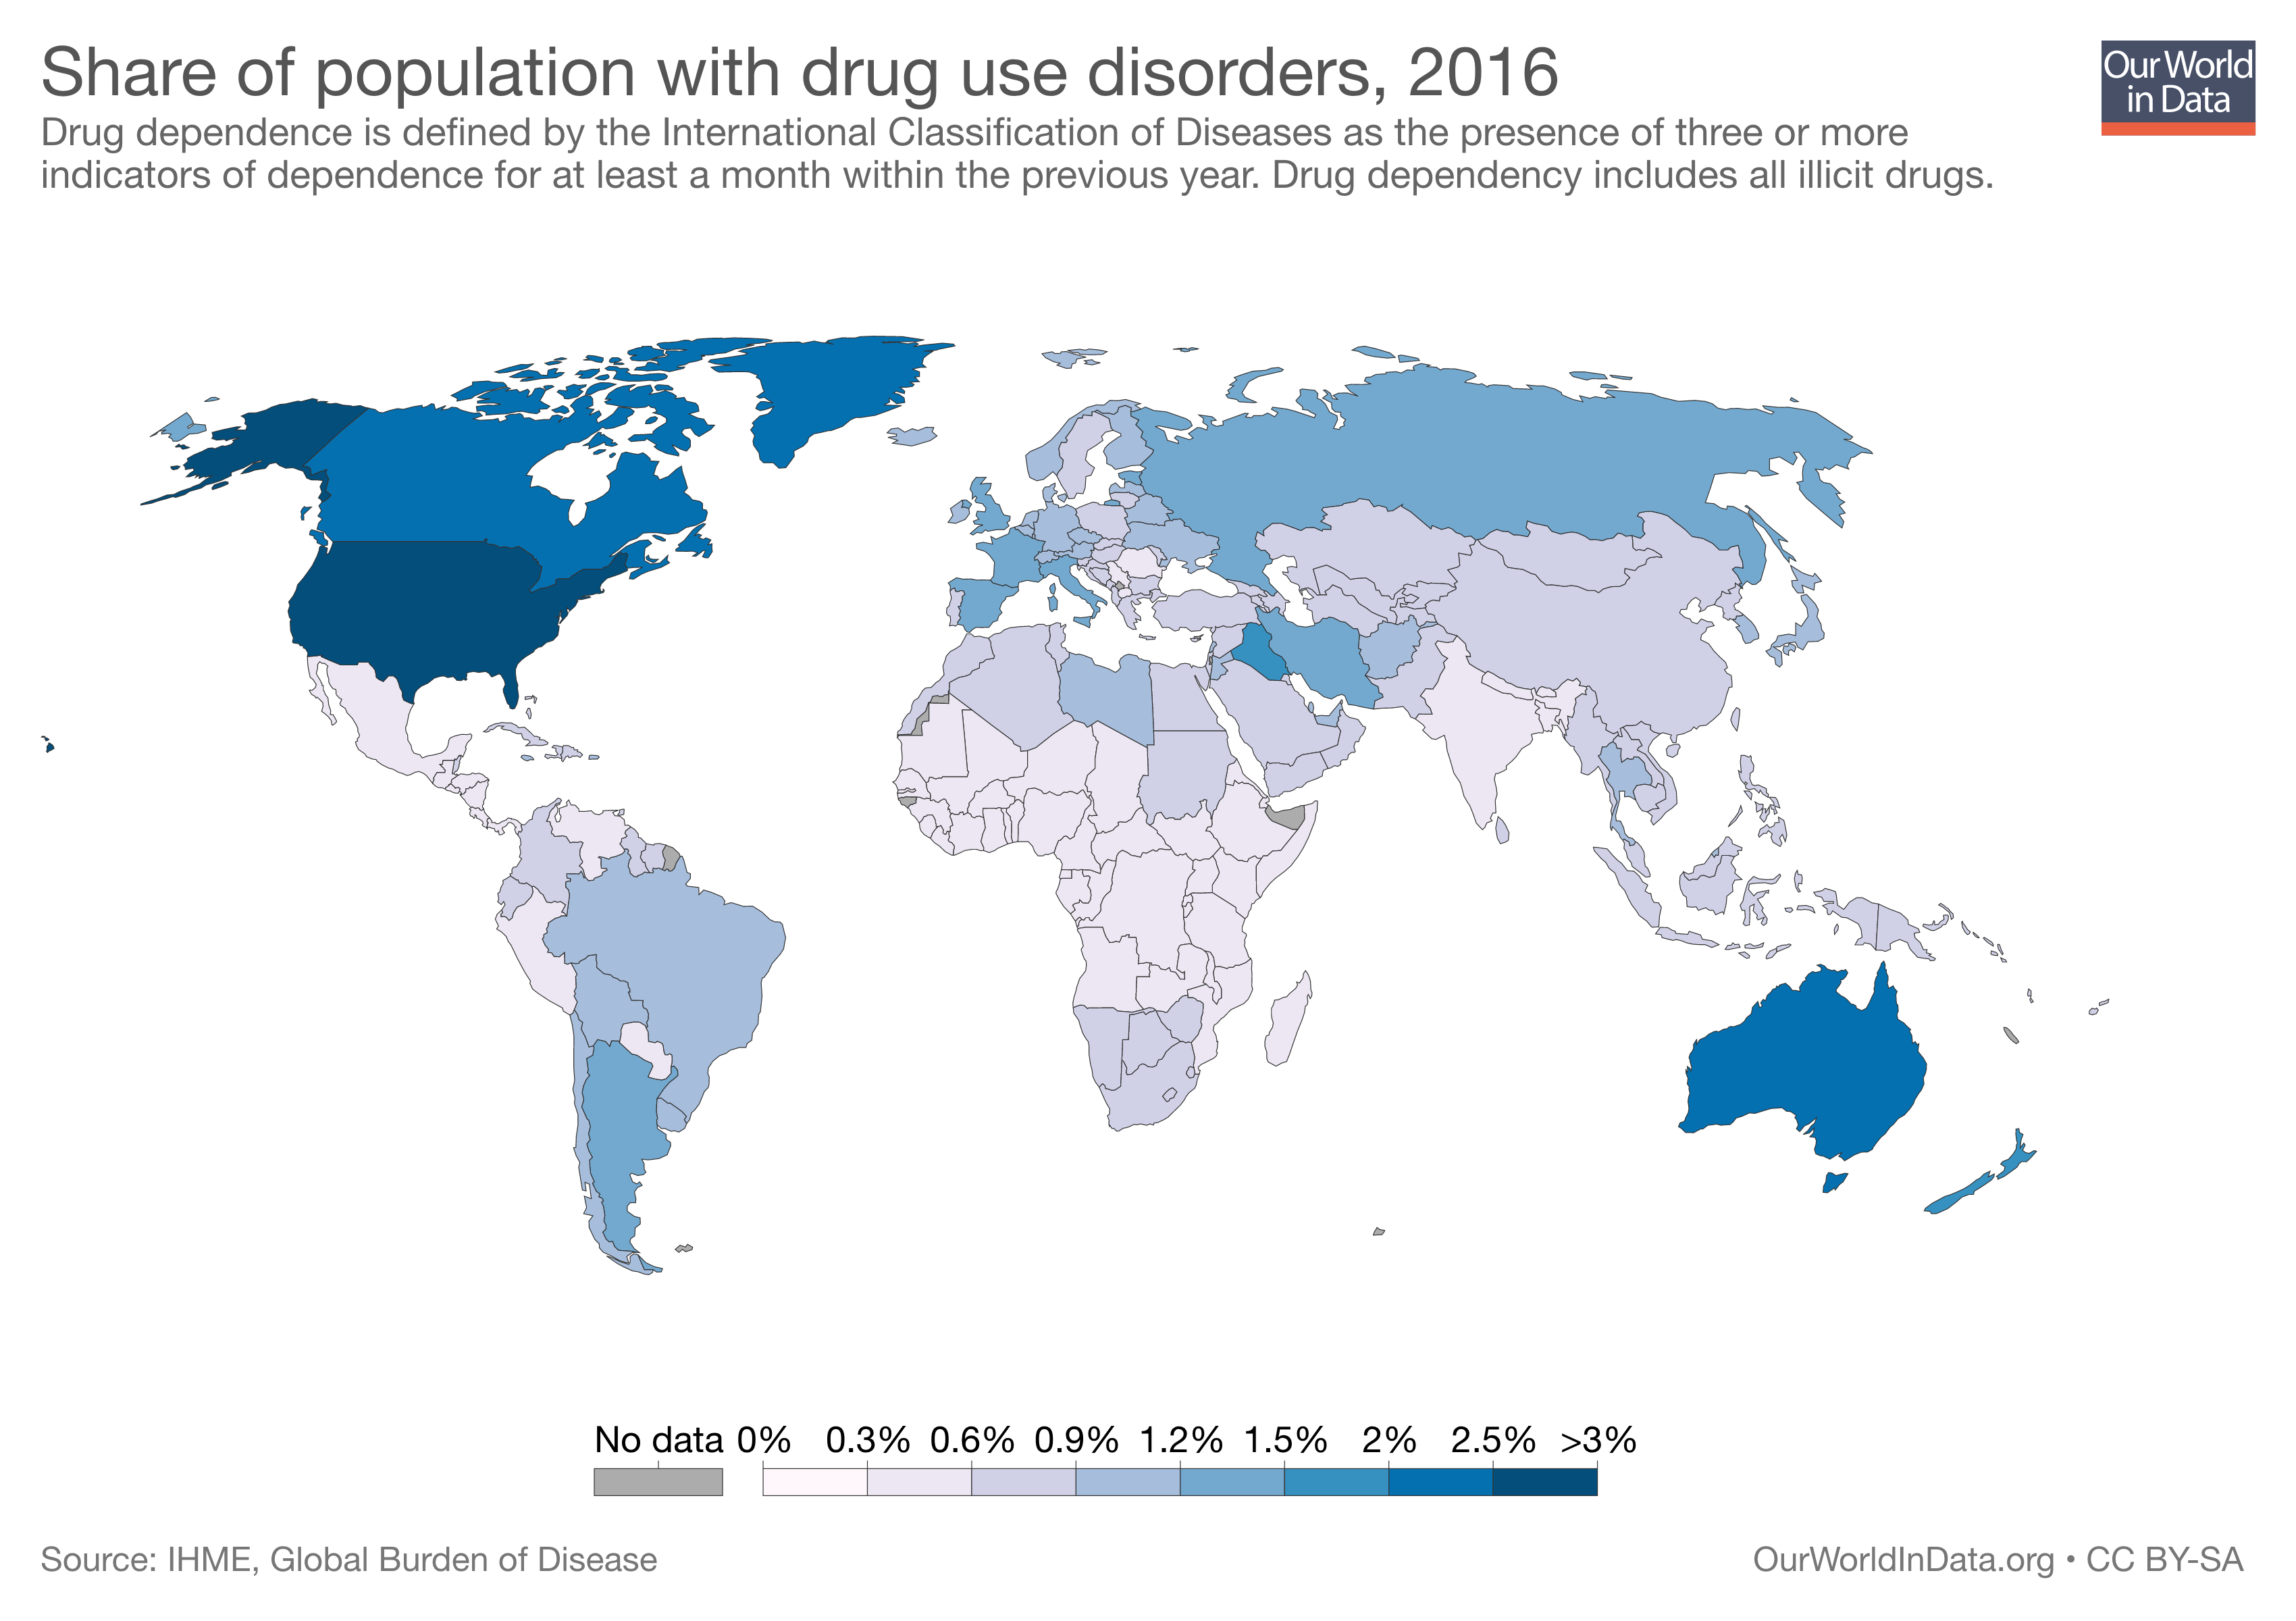 Share of population with drug use disorders, 2016
Our World
in Data
Drug dependence is defined by the International Classification of Diseases as the presence of three or more
indicators of dependence for at least a month within the previous year. Drug dependency includes all illicit drugs.
No data 0% 0.3% 0.6% 0.9% 1.2% 1.5% 2% 2.5% >3%
Source: IHME, Global Burden of Disease
OurWorldInData.org • CC BY-SA